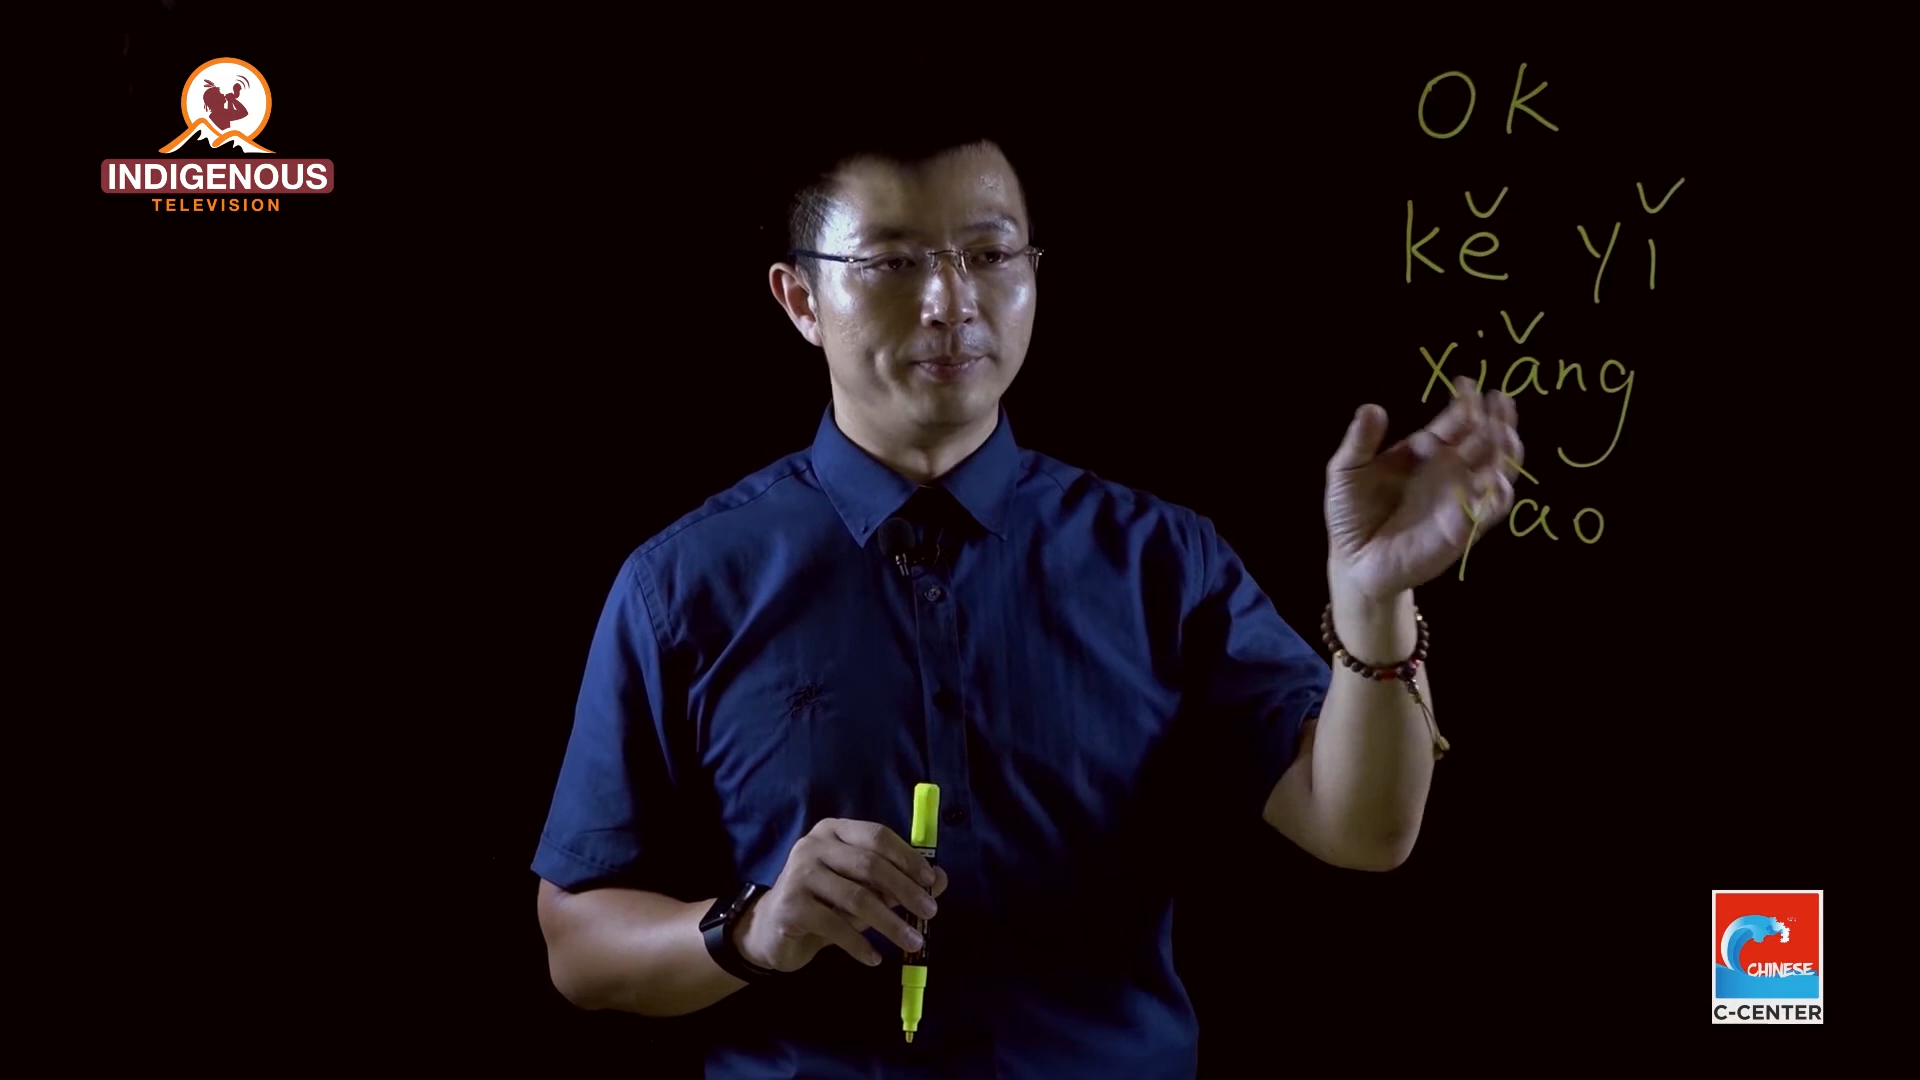 INDIGENOUS
TELEVISION
OK
kě yǐ
xiǎng
yào
CHINESE
C-CENTER